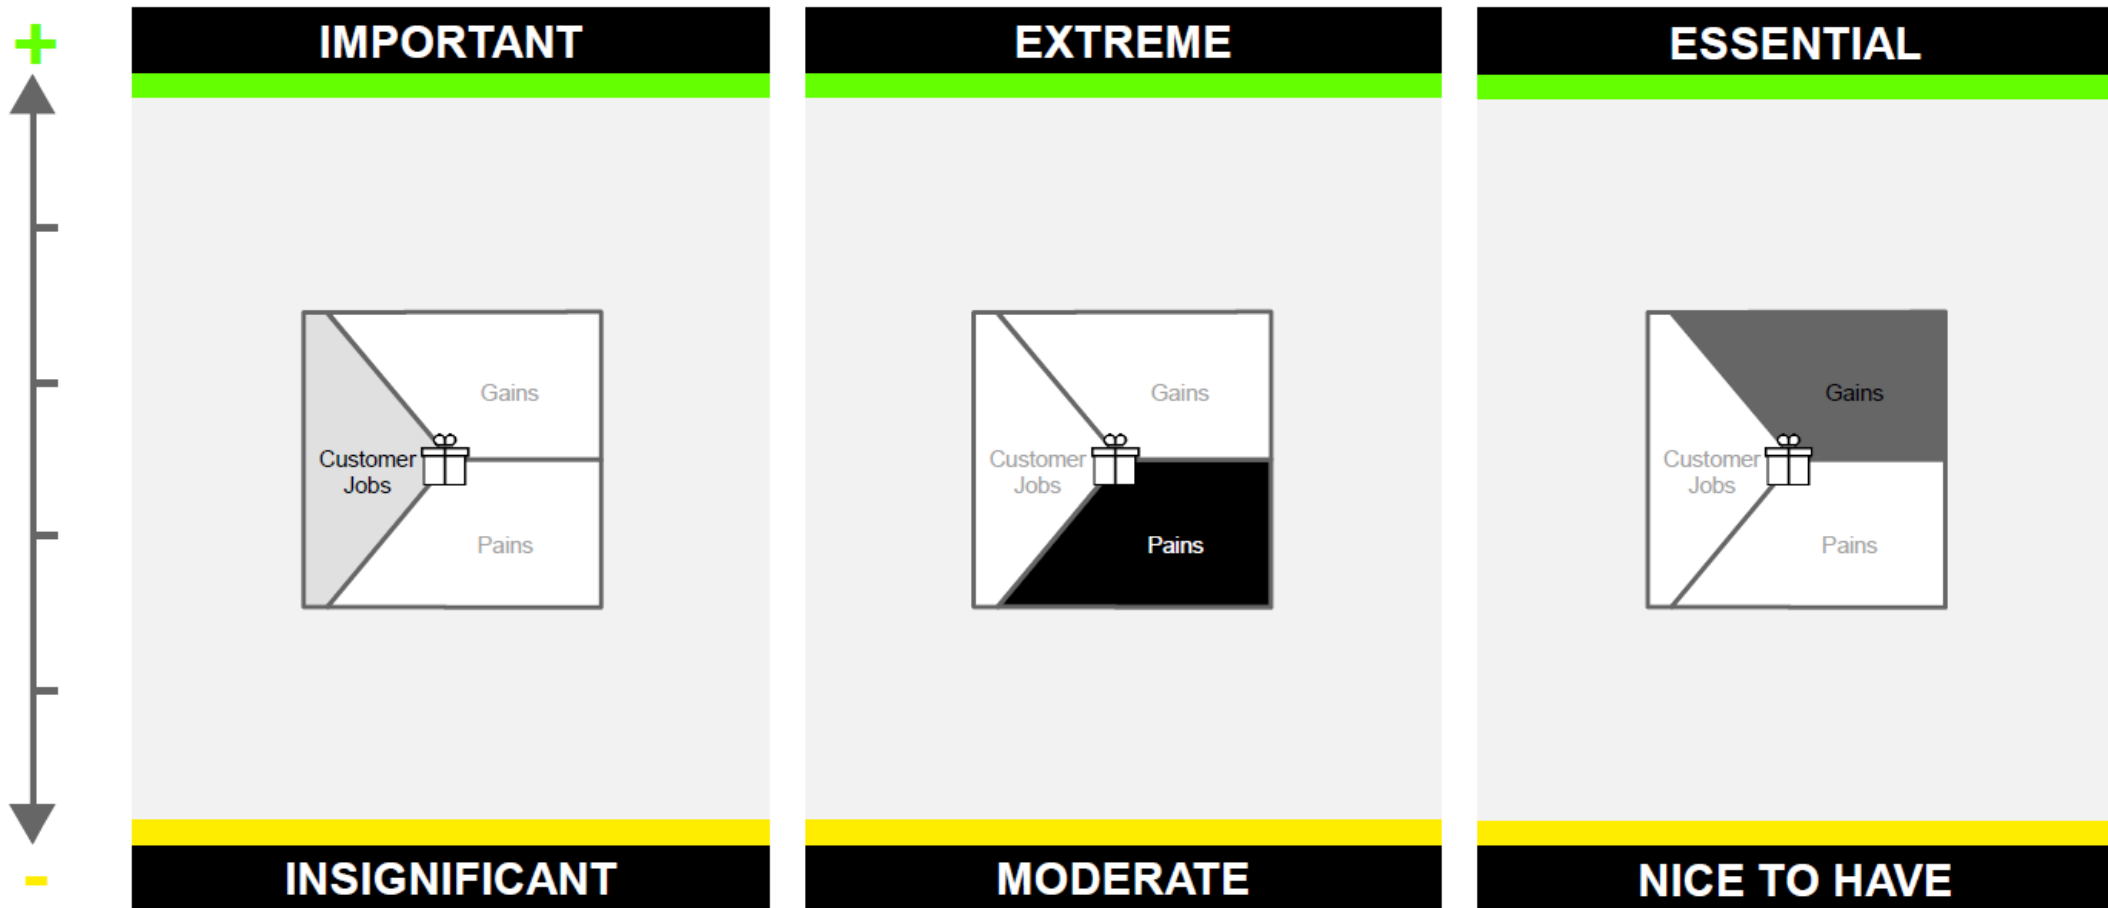 +
IMPORTANT
Gains
Customer
Jobs
Pains
INSIGNIFICANT
EXTREME
Gains
Customer
Jobs
Pains
MODERATE
ESSENTIAL
Gains
Customer
Jobs
Pains
NICE TO HAVE
-